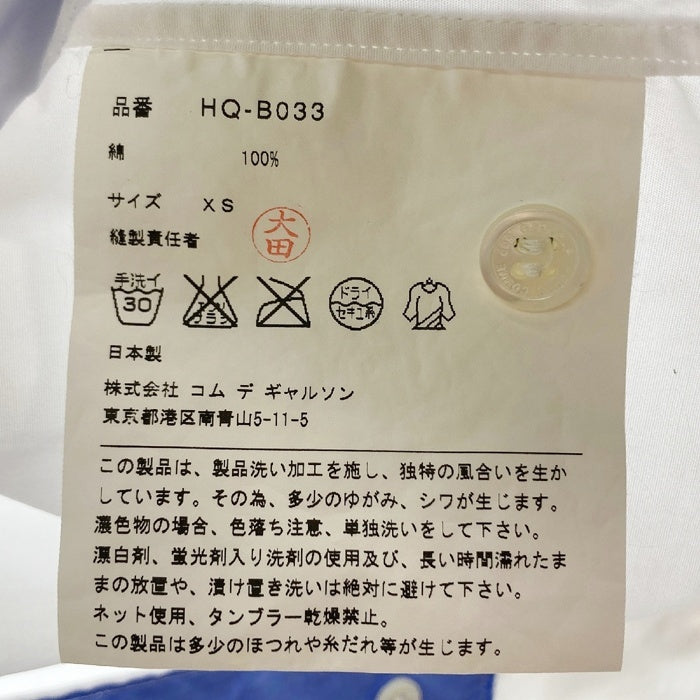 品番 HQ-B033
綿 100%
サイズ XS
縫製責任者 大田
手洗イ 30 エンソ サラシ ドライ セキユ系
日本製
株式会社 コム デ ギャルソン
東京都港区南青山5-11-5
この製品は、製品洗い加工を施し、独特の風合いを生か
しています。その為、多少のゆがみ、シワが生じます。
濃色物の場合、色落ち注意、単独洗いをして下さい。
漂白剤、蛍光剤入り洗剤の使用及び、長い時間濡れたま
まの放置や、漬け置き洗いは絶対に避けて下さい。
ネット使用、タンブラー乾燥禁止。
この製品は多少のほつれや糸だれ等が生じます。